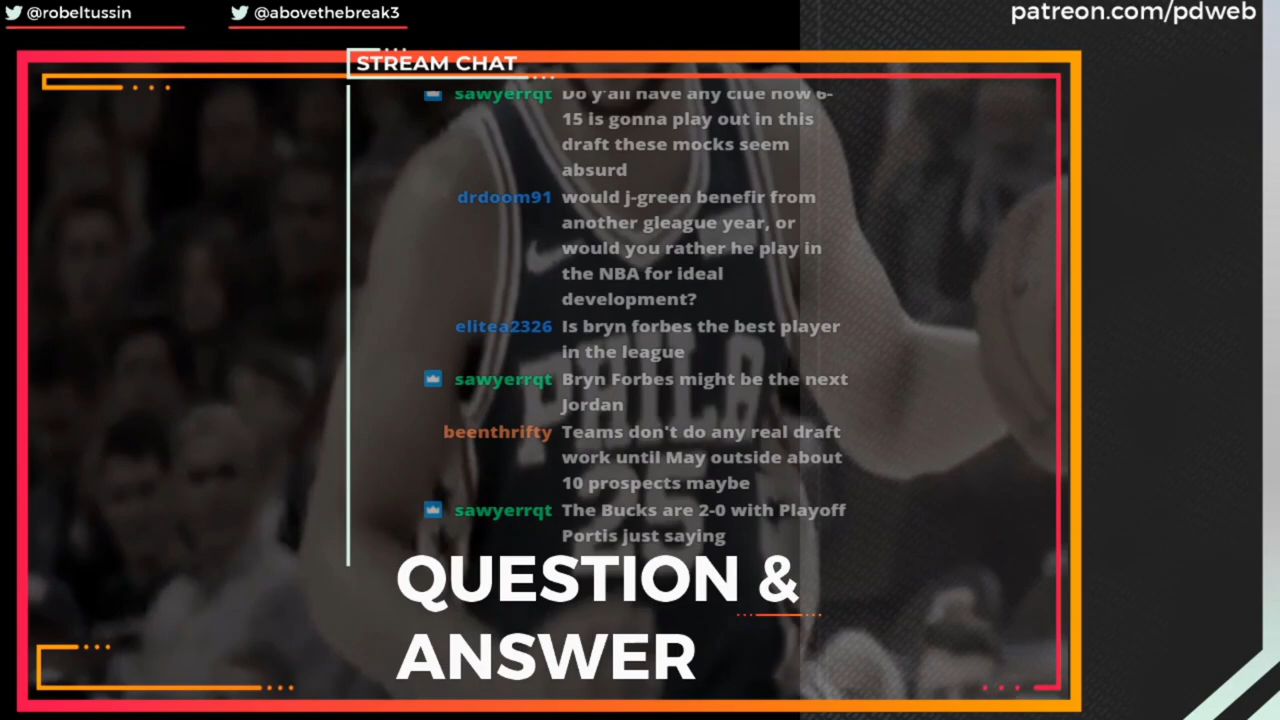 @robeltussin
@abovethebreak3
patreon.com/pdweb
STREAM CHAT
sawyerrqt Do y'all have any clue how 6-
15 is gonna play out in this
draft these mocks seem
absurd
drdoom91 would j-green benefir from
another gleague year, or
would you rather he play in
the NBA for ideal
development?
elitea2326 Is bryn forbes the best player
in the league
sawyerrqt Bryn Forbes might be the next
Jordan
beenthrifty Teams don't do any real draft
work until May outside about
10 prospects maybe
sawyerrqt The Bucks are 2-0 with Playoff
Portis just saying
PHILA
25
QUESTION &
ANSWER